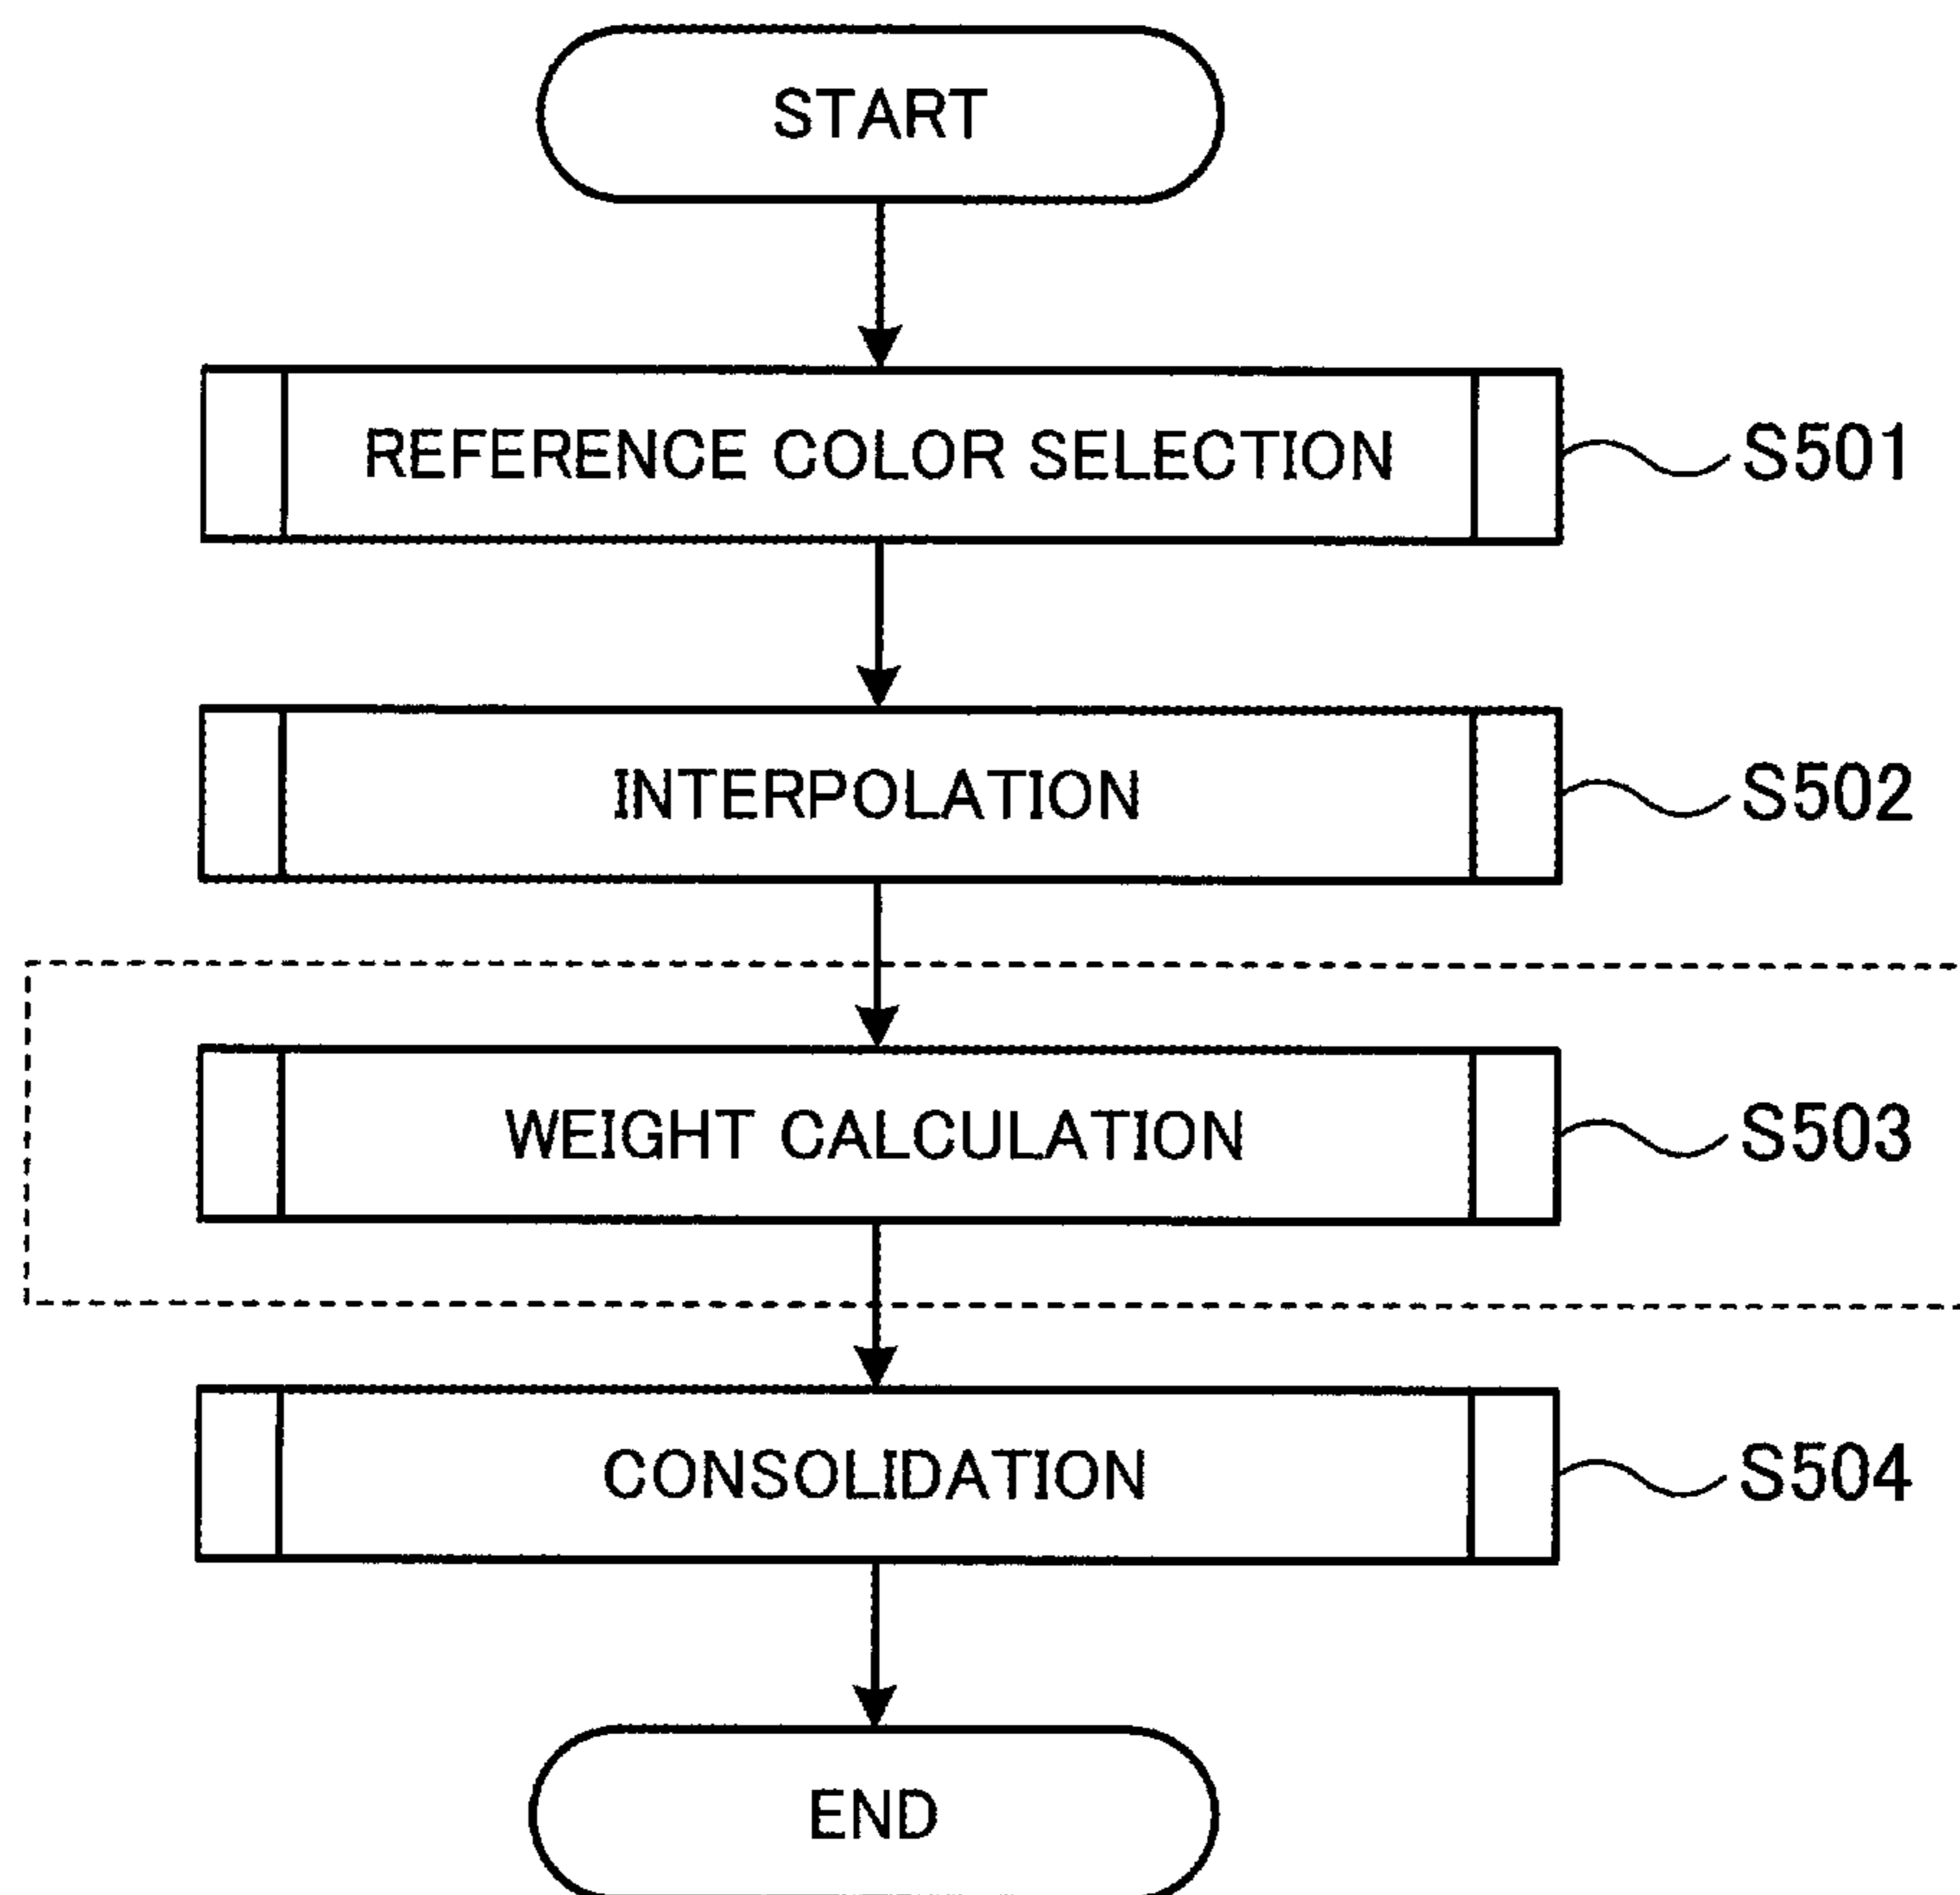 START
REFERENCE COLOR SELECTION S501
INTERPOLATION S502
WEIGHT CALCULATION S503
CONSOLIDATION S504
END